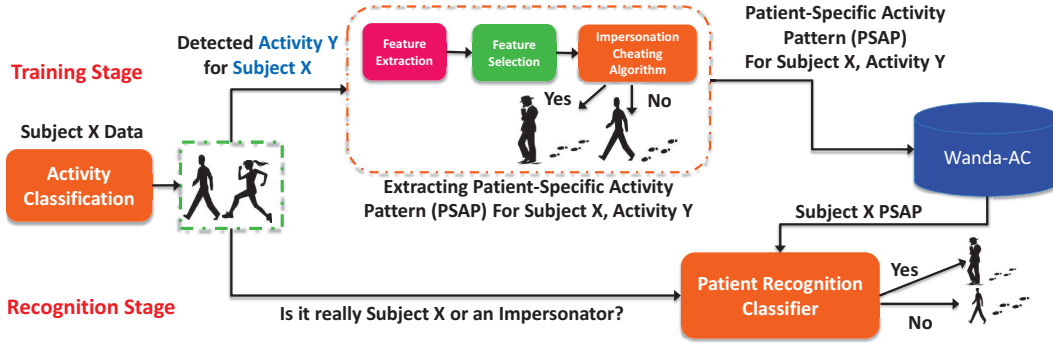 Training Stage
Detected Activity Y
for Subject X
Feature
Extraction
Feature
Selection
Impersonation
Cheating
Algorithm
Yes
No
Patient-Specific Activity
Pattern (PSAP)
For Subject X, Activity Y
Subject X Data
Activity
Classification
Extracting Patient-Specific Activity
Pattern (PSAP) For Subject X, Activity Y
Wanda-AC
Subject X PSAP
Recognition Stage
Is it really Subject X or an Impersonator?
Patient Recognition
Classifier
Yes
No